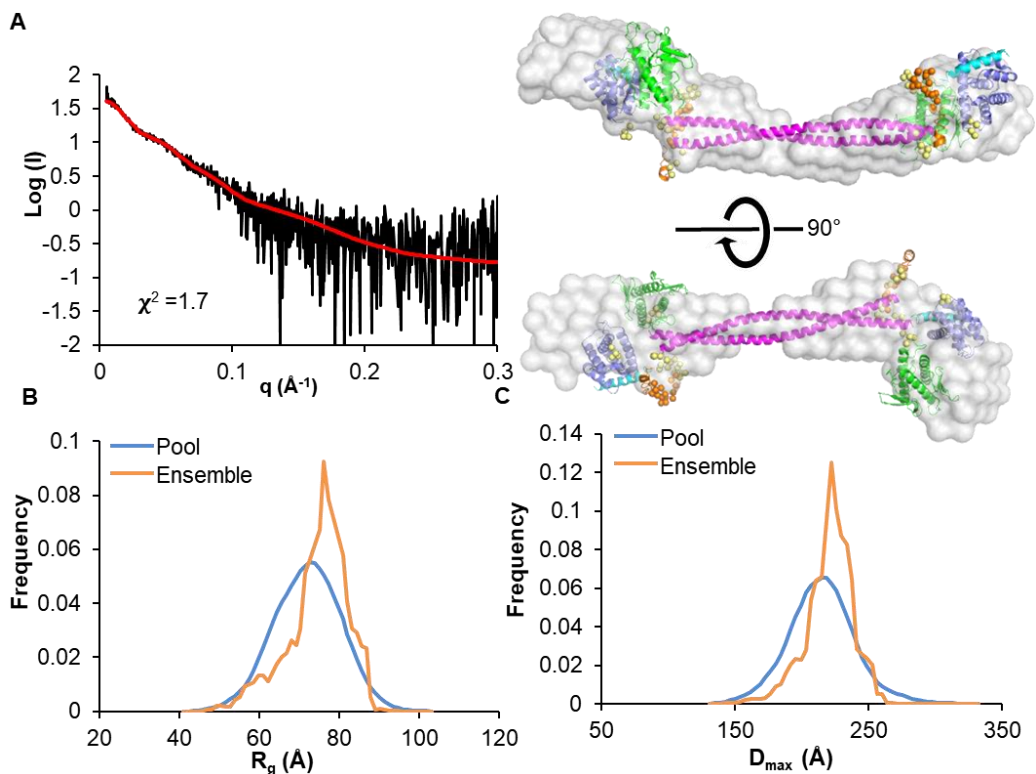 A
Log (I)
2
1.5
1
0.5
0
-0.5
-1
-1.5
-2
χ² =1.7
0
0.1
0.2
0.3
q (Å⁻¹)
90°
B
Frequency
0.1
0.08
0.06
0.04
0.02
0
Pool
Ensemble
20
40
60
80
100
120
Rg (Å)
C
Frequency
0.14
0.12
0.1
0.08
0.06
0.04
0.02
0
Pool
Ensemble
50
150
250
350
Dmax (Å)